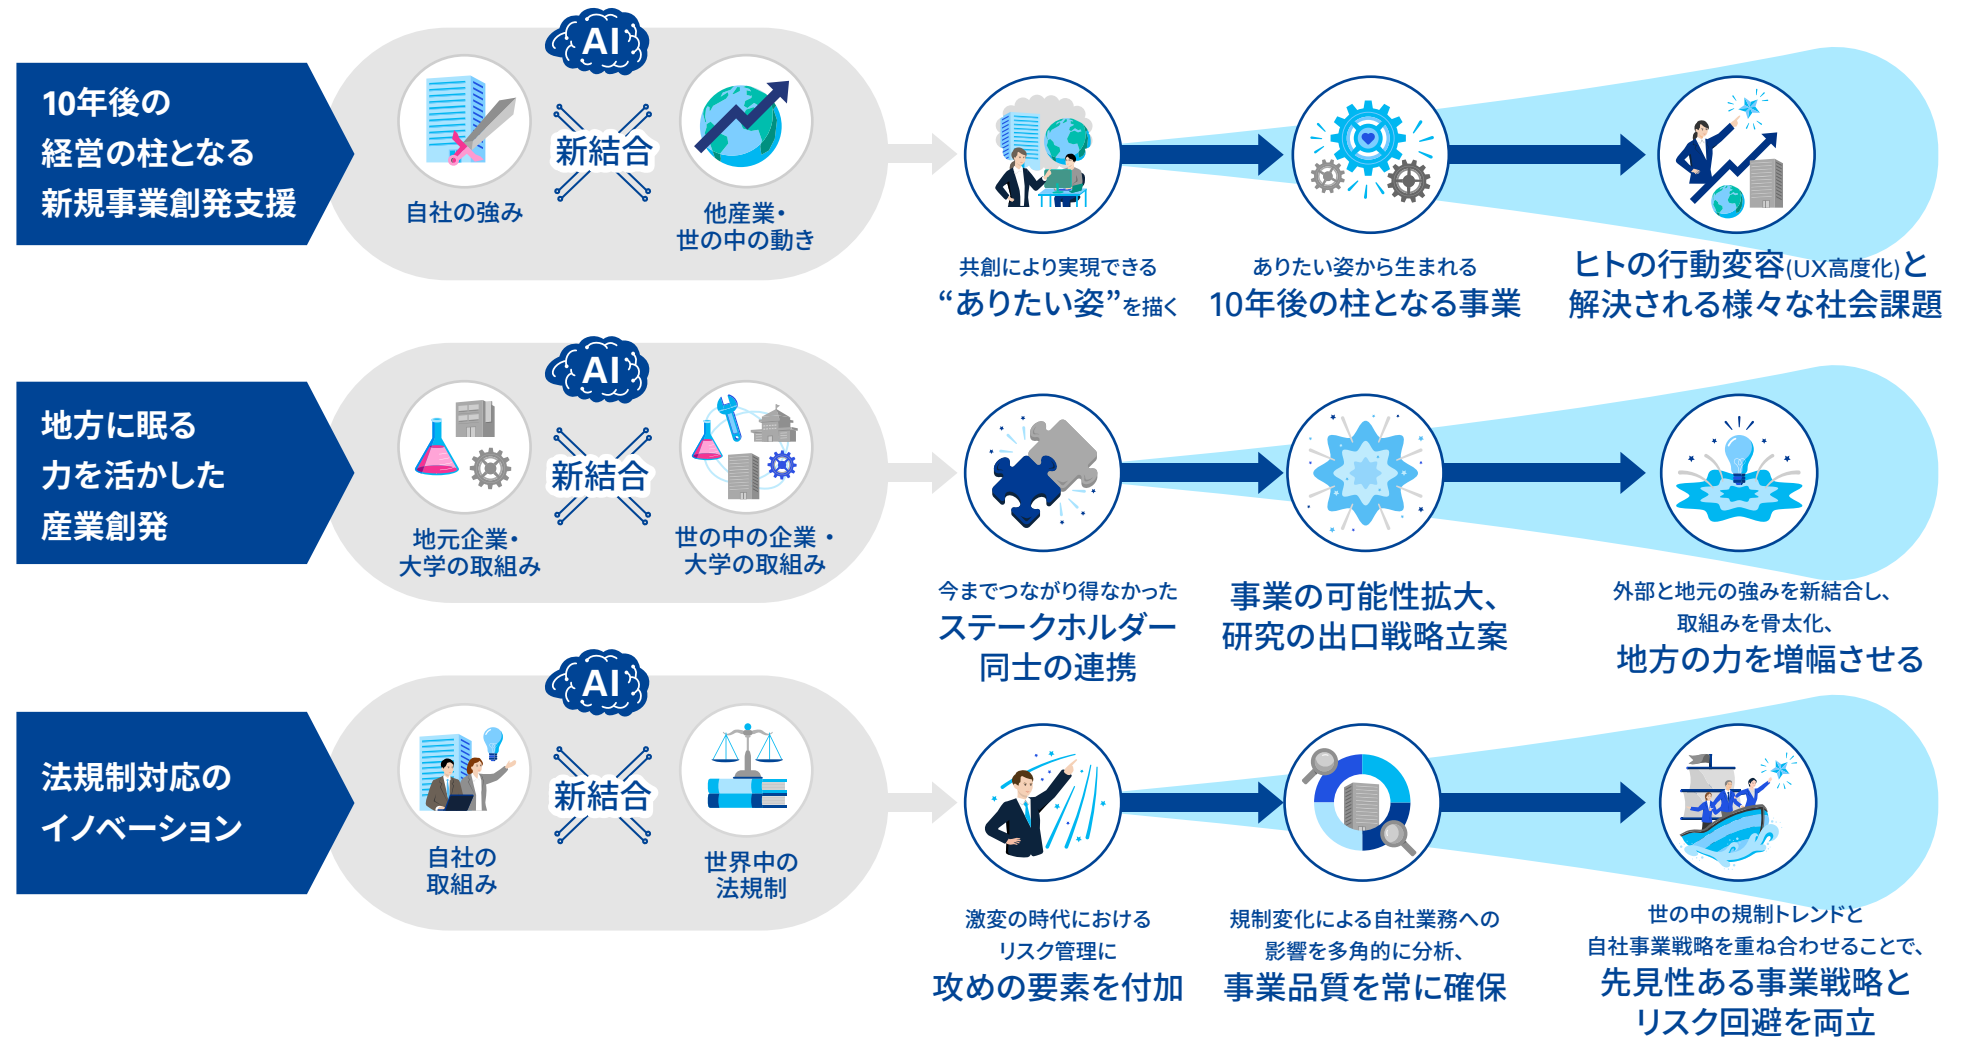 10年後の
経営の柱となる
新規事業創発支援
AI
新結合
自社の強み
他産業・
世の中の動き
共創により実現できる
“ありたい姿”を描く
ありたい姿から生まれる
10年後の柱となる事業
ヒトの行動変容(UX高度化)と
解決される様々な社会課題
地方に眠る
力を活かした
産業創発
AI
新結合
地元企業・
大学の取組み
世の中の企業・
大学の取組み
今までつながり得なかった
ステークホルダー
同士の連携
事業の可能性拡大、
研究の出口戦略立案
外部と地元の強みを新結合し、
取組みを骨太化、
地方の力を増幅させる
法規制対応の
イノベーション
AI
新結合
自社の
取組み
世界中の
法規制
激変の時代における
リスク管理に
攻めの要素を付加
規制変化による自社業務への
影響を多角的に分析、
事業品質を常に確保
世の中の規制トレンドと
自社事業戦略を重ね合わせることで、
先見性ある事業戦略と
リスク回避を両立